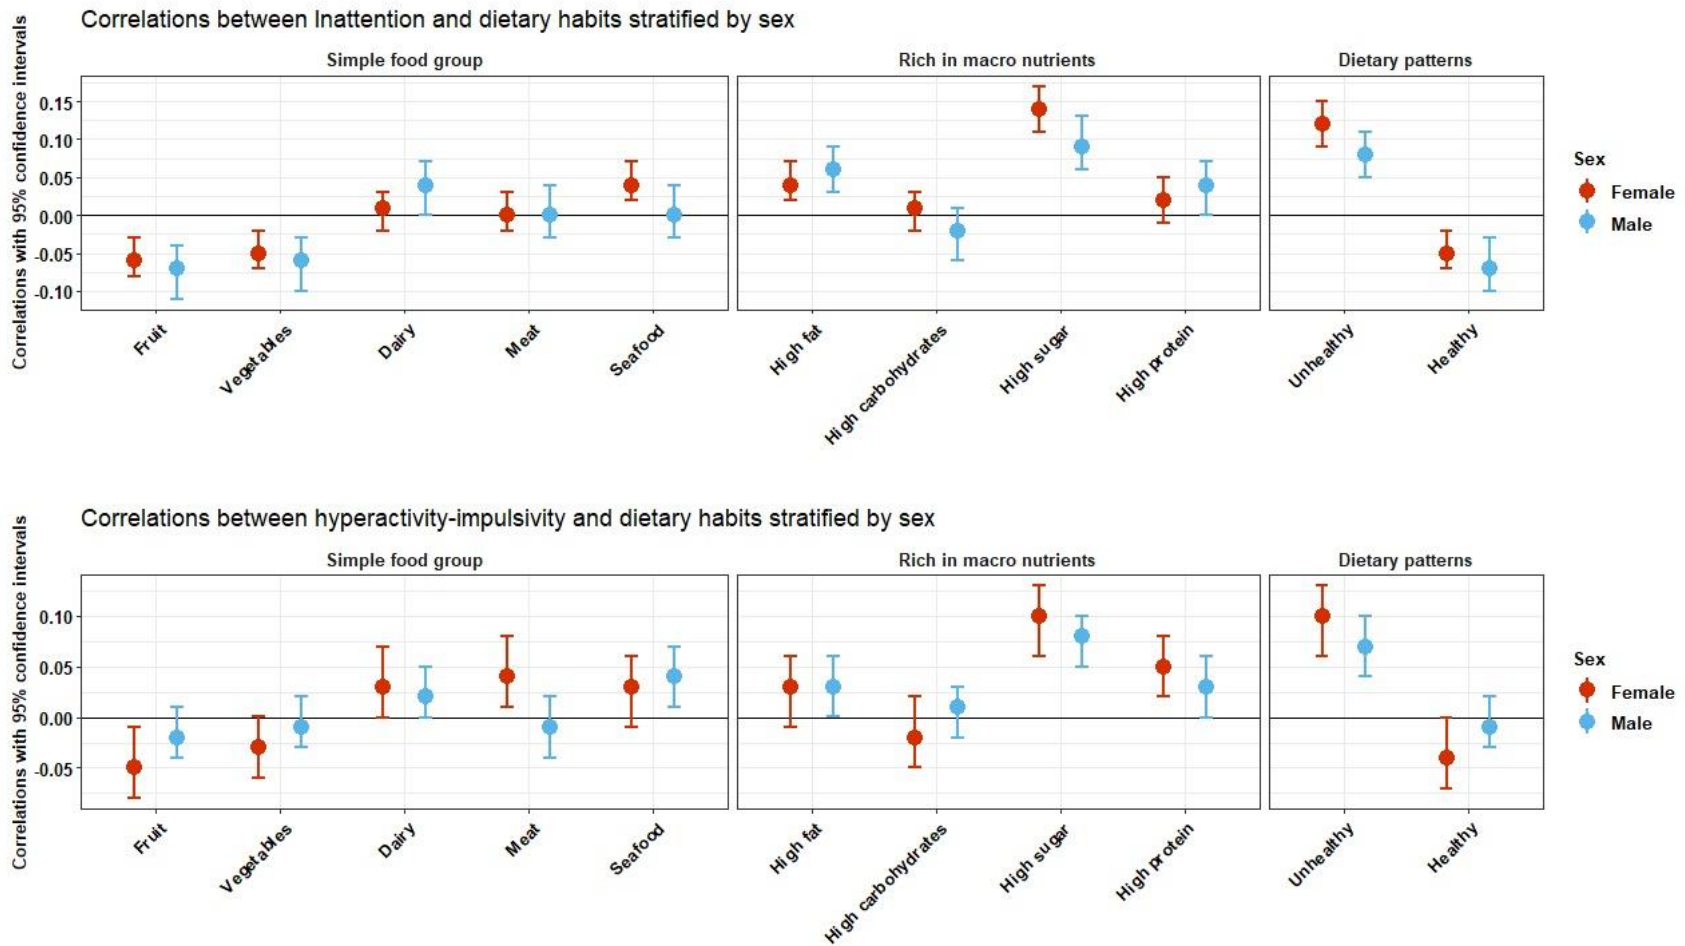 Correlations between Inattention and dietary habits stratified by sex
Simple food group
Rich in macro nutrients
Dietary patterns
Correlations with 95% confidence intervals
0.15
0.10
0.05
0.00
-0.05
-0.10
Fruit
Vegetables
Dairy
Meat
Seafood
High fat
High carbohydrates
High sugar
High protein
Unhealthy
Healthy
Sex
Female
Male
Correlations between hyperactivity-impulsivity and dietary habits stratified by sex
Simple food group
Rich in macro nutrients
Dietary patterns
Correlations with 95% confidence intervals
0.10
0.05
0.00
-0.05
Fruit
Vegetables
Dairy
Meat
Seafood
High fat
High carbohydrates
High sugar
High protein
Unhealthy
Healthy
Sex
Female
Male